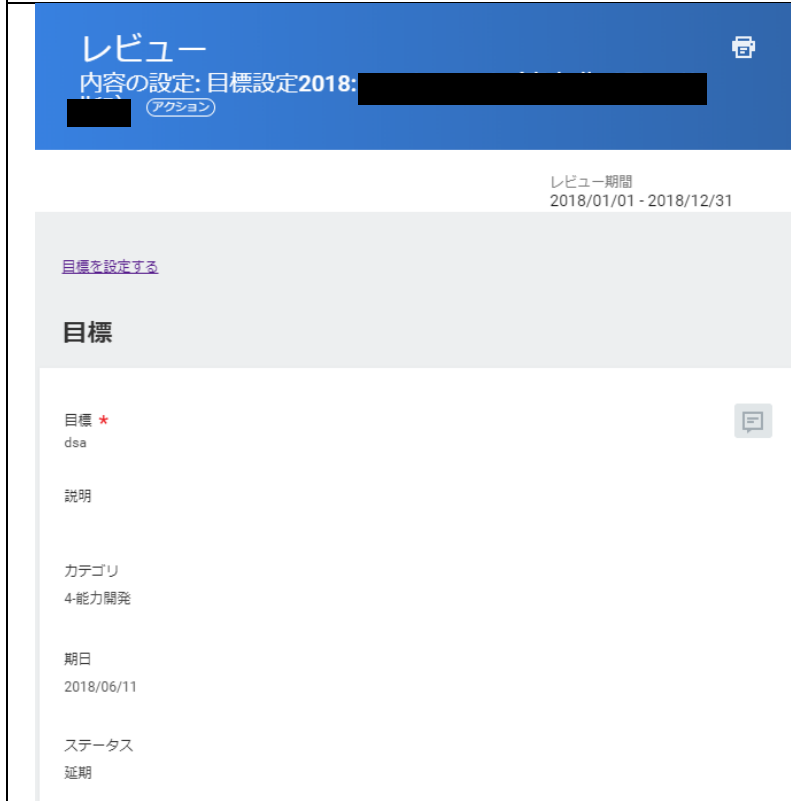 レビュー
内容の設定: 目標設定2018:
アクション
レビュー期間
2018/01/01 - 2018/12/31
目標を設定する
目標
目標 *
dsa
説明
カテゴリ
4-能力開発
期日
2018/06/11
ステータス
延期